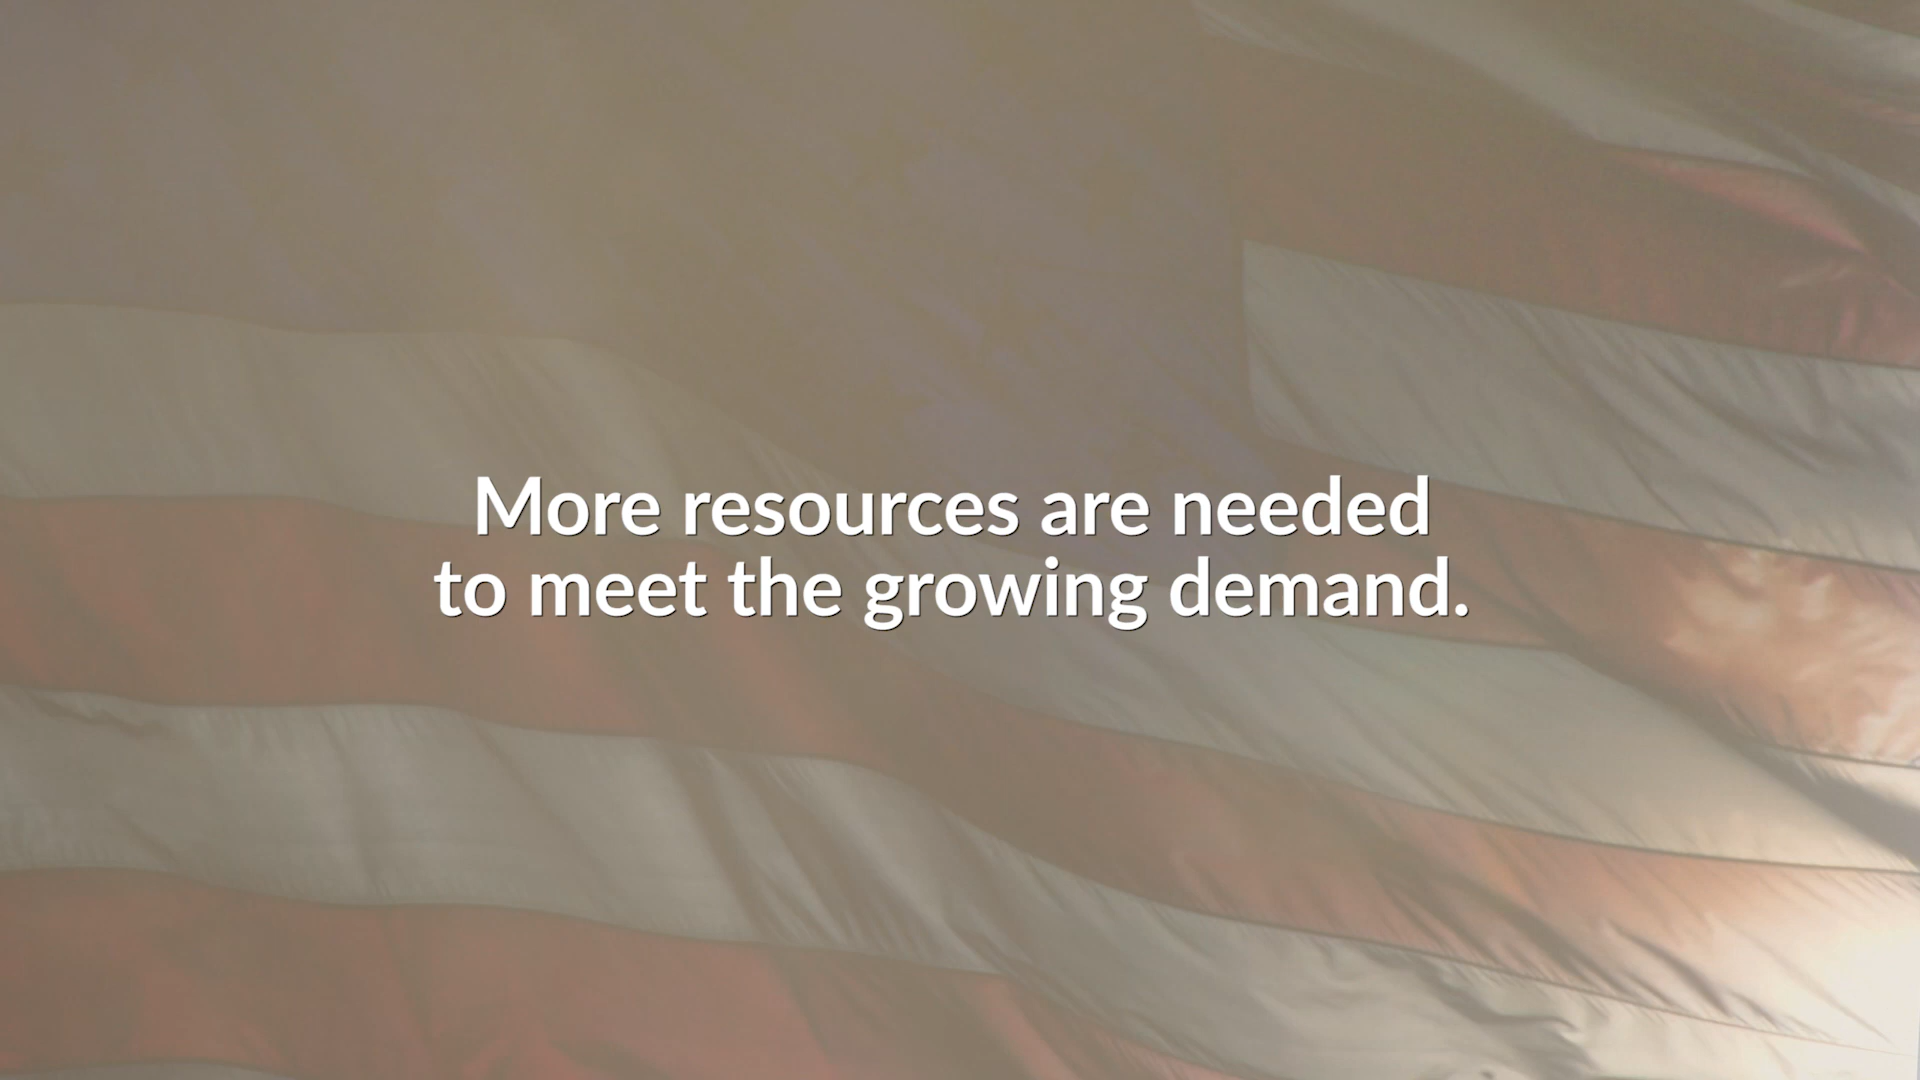 More resources are needed
to meet the growing demand.